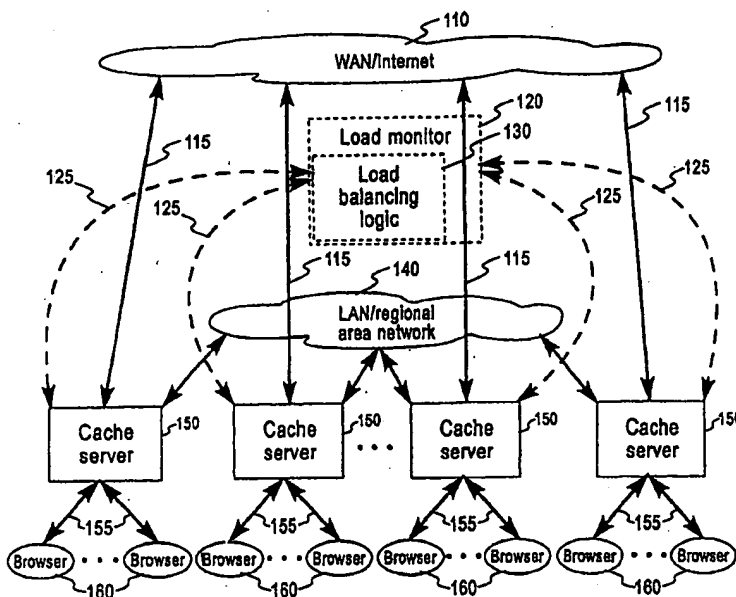 110
WAN/Internet
120
115
Load monitor
130
115
125
125
125
Load
balancing
logic
125
115
140
115
LAN/regional
area network
Cache
server
150
Cache
server
150
Cache
server
150
Cache
server
150
155
155
155
155
Browser
Browser
Browser
Browser
Browser
Browser
Browser
Browser
160
160
160
160